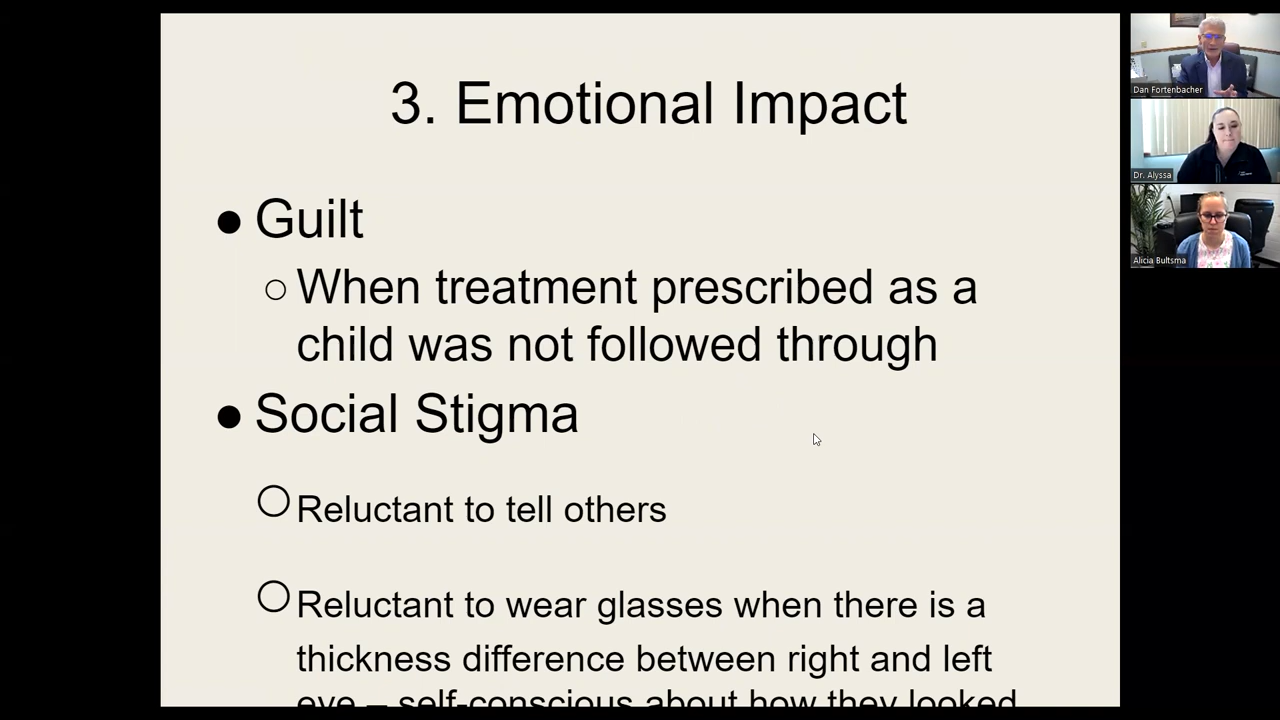 3. Emotional Impact
● Guilt
○ When treatment prescribed as a
child was not followed through
● Social Stigma
○ Reluctant to tell others
○ Reluctant to wear glasses when there is a
thickness difference between right and left
eye – self-conscious about how they looked
Dan Fortenbacher
Dr. Alyssa
Alicia Bultsma